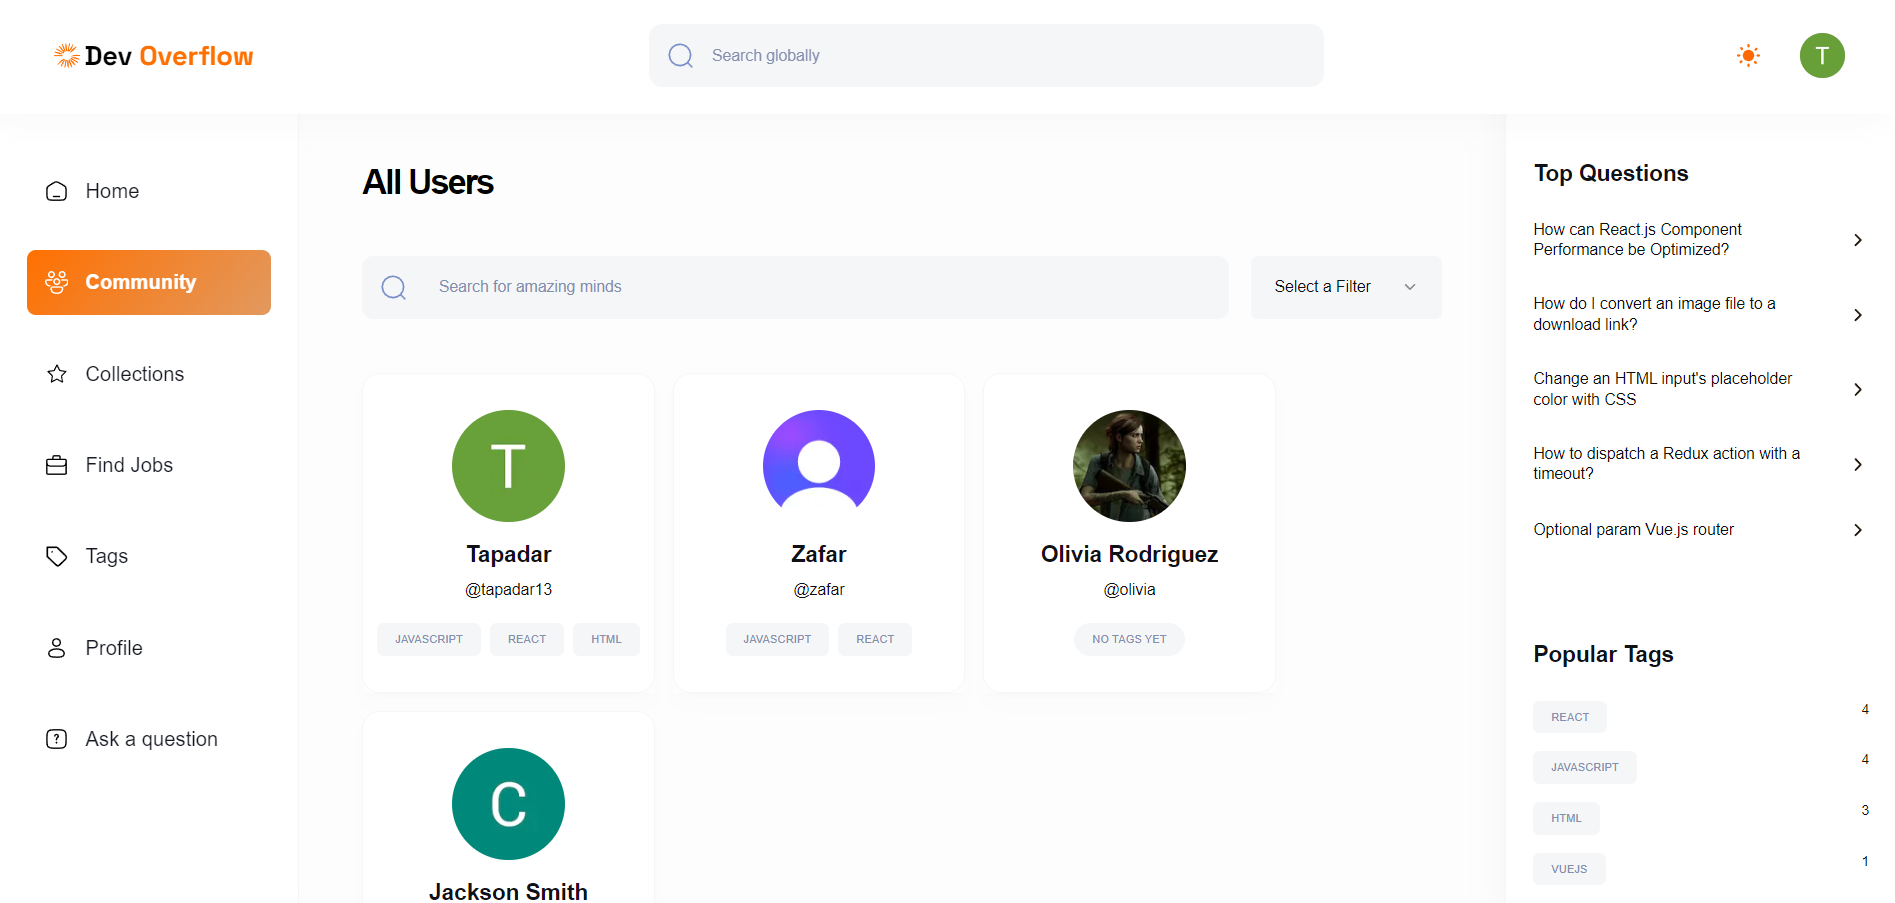 Dev Overflow
Search globally
T
Home
Community
Collections
Find Jobs
Tags
Profile
Ask a question
All Users
Search for amazing minds
Select a Filter
T
Tapadar
@tapadar13
JAVASCRIPT REACT HTML
Zafar
@zafar
JAVASCRIPT REACT
Olivia Rodriguez
@olivia
NO TAGS YET
C
Jackson Smith
Top Questions
How can React.js Component
Performance be Optimized?
How do I convert an image file to a
download link?
Change an HTML input's placeholder
color with CSS
How to dispatch a Redux action with a
timeout?
Optional param Vue.js router
Popular Tags
REACT 4
JAVASCRIPT 4
HTML 3
VUEJS 1